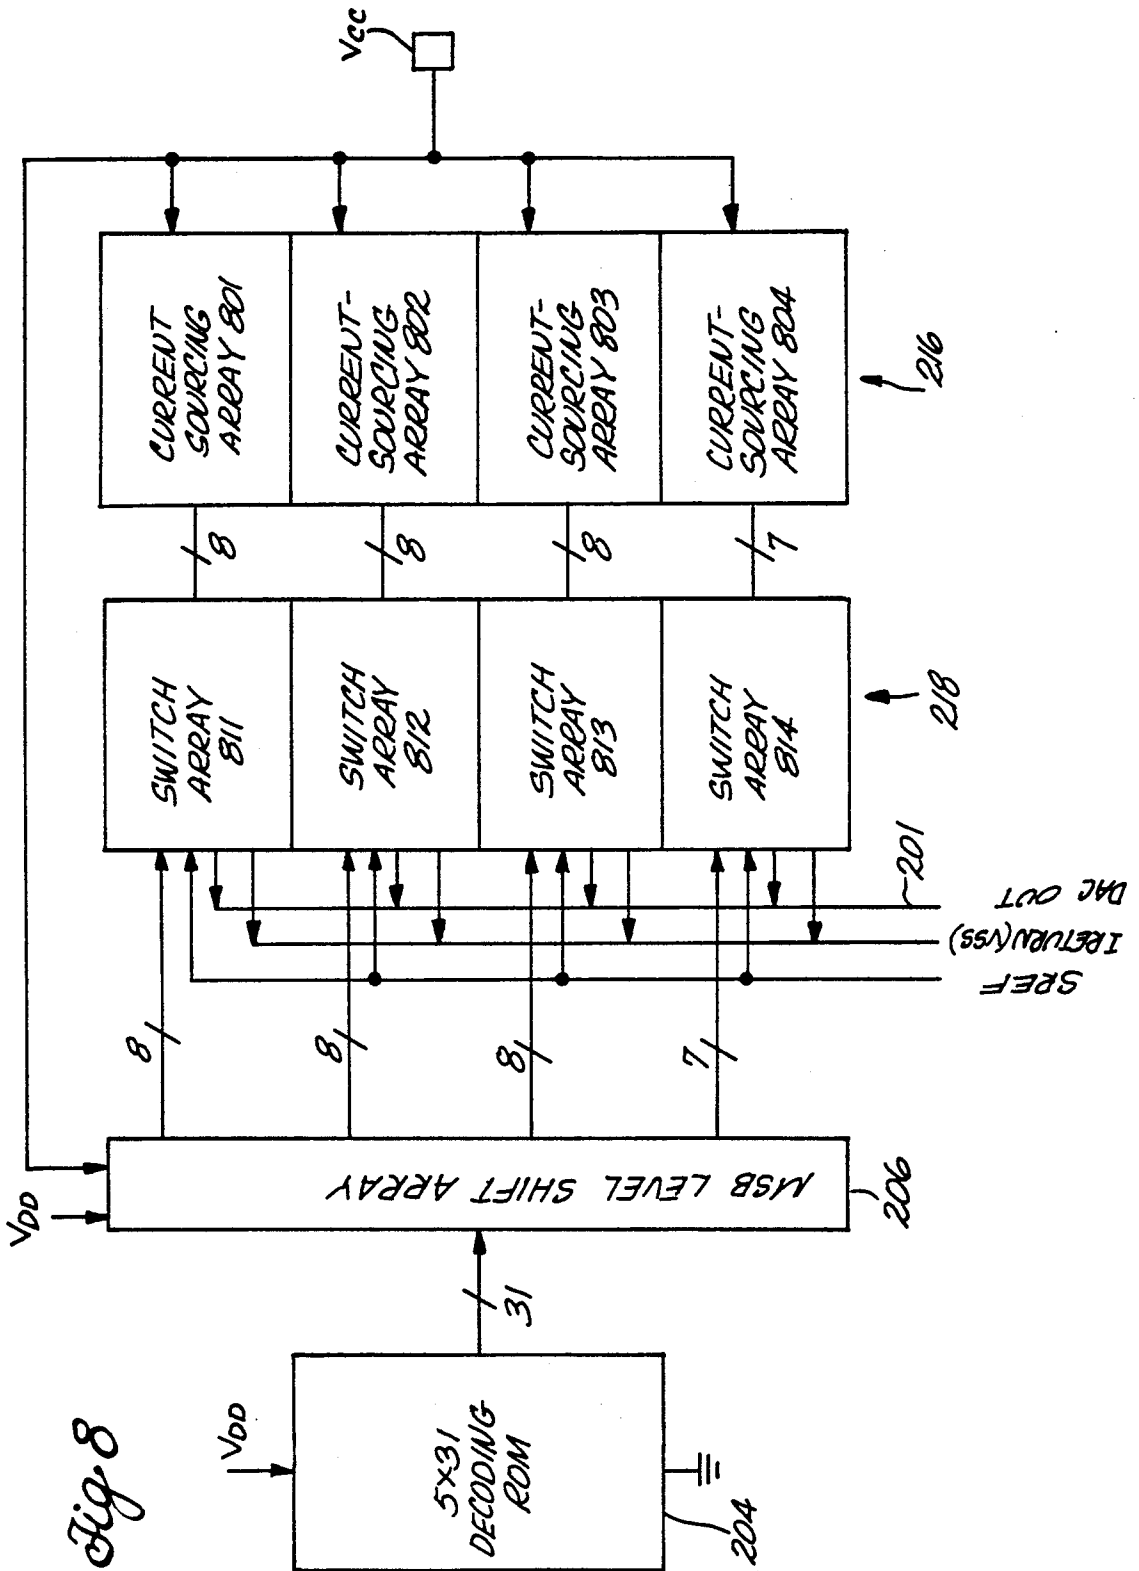 Fig. 8
VDD
5×31
DECODING
ROM
204
31
VDD
MSB LEVEL SHIFT ARRAY
206
8
8
8
7
SREF
IRETURN (VSS)
DAC OUT
201
SWITCH
ARRAY
811
SWITCH
ARRAY
812
SWITCH
ARRAY
813
SWITCH
ARRAY
814
218
8
8
8
7
CURRENT
SOURCING
ARRAY 801
CURRENT-
SOURCING
ARRAY 802
CURRENT-
SOURCING
ARRAY 803
CURRENT-
SOURCING
ARRAY 804
216
VCC